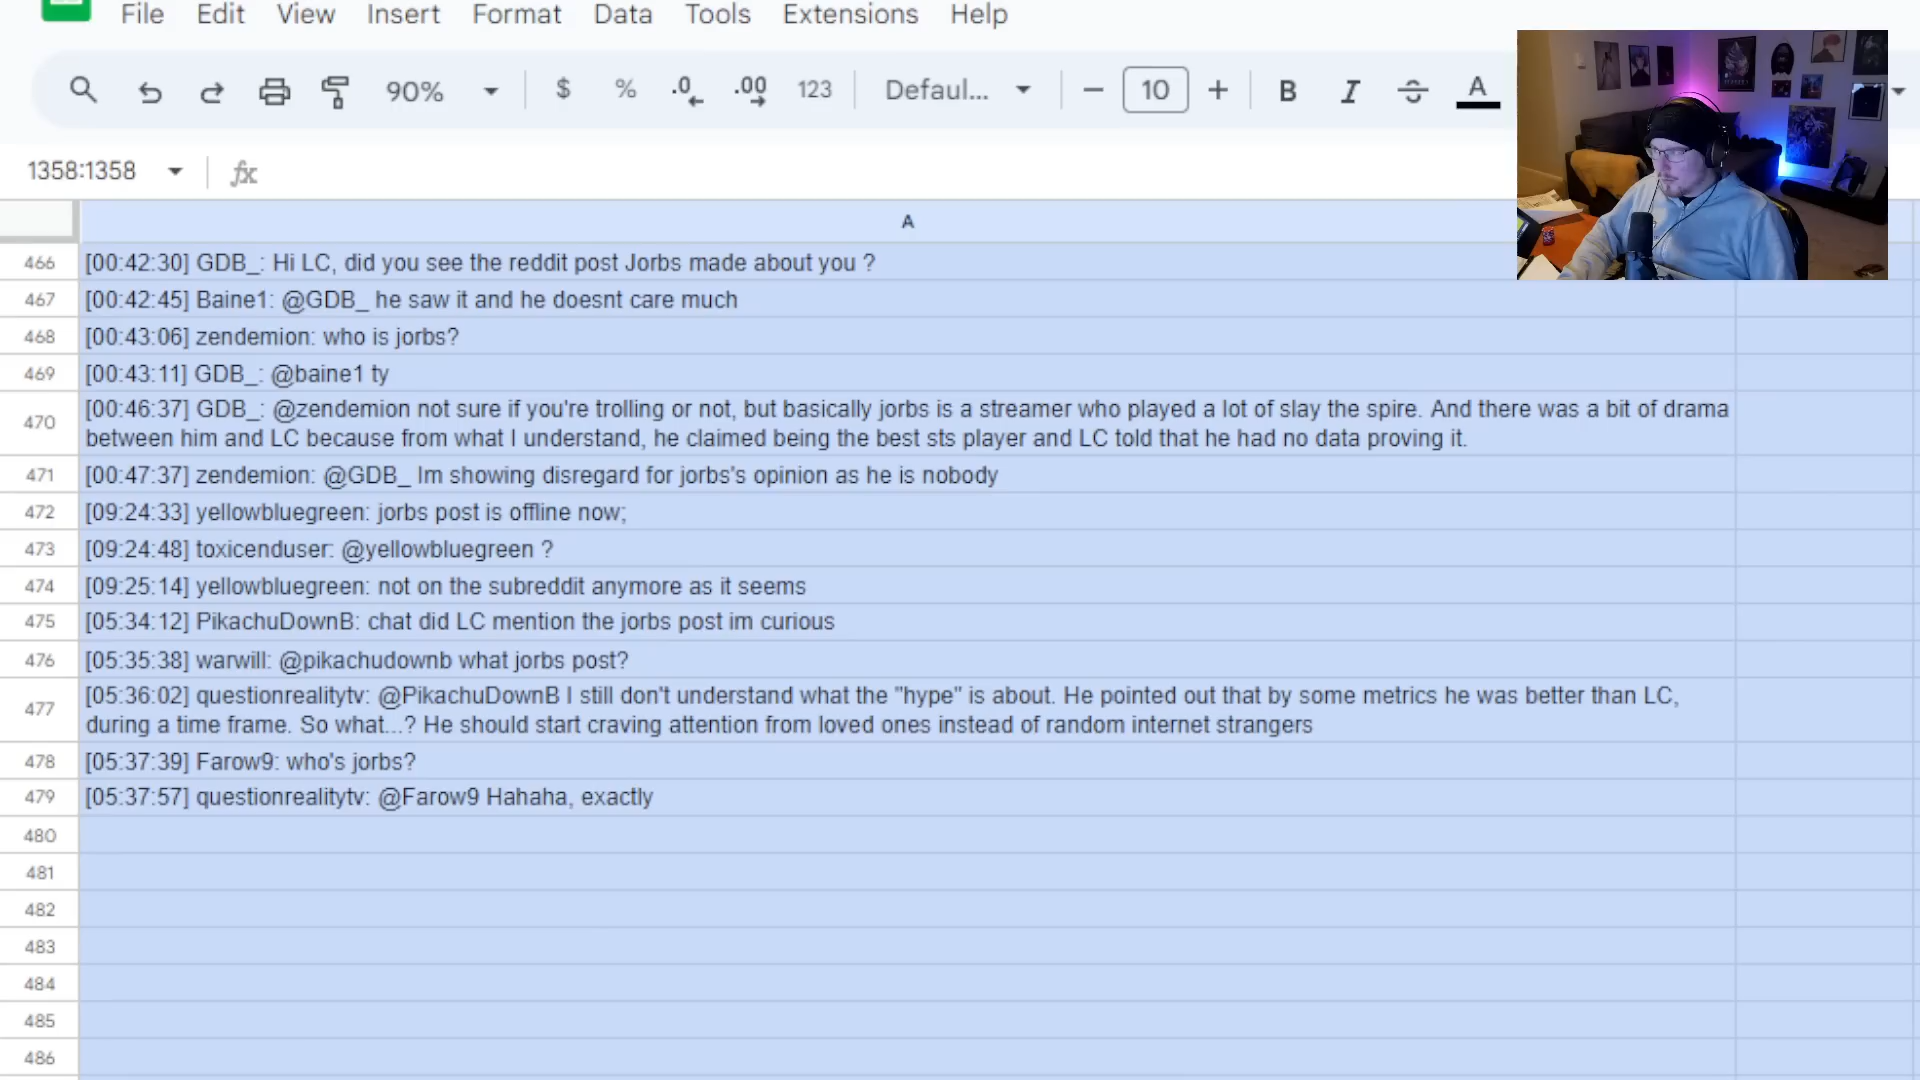 File Edit View Insert Format Data Tools Extensions Help
90% $ % .0 .00 123 Defaul... 10 B I S A
1358:1358 fx
A
466 [00:42:30] GDB_: Hi LC, did you see the reddit post Jorbs made about you ?
467 [00:42:45] Baine1: @GDB_ he saw it and he doesnt care much
468 [00:43:06] zendemion: who is jorbs?
469 [00:43:11] GDB_: @baine1 ty
470 [00:46:37] GDB_: @zendemion not sure if you're trolling or not, but basically jorbs is a streamer who played a lot of slay the spire. And there was a bit of drama
between him and LC because from what I understand, he claimed being the best sts player and LC told that he had no data proving it.
471 [00:47:37] zendemion: @GDB_ Im showing disregard for jorbs's opinion as he is nobody
472 [09:24:33] yellowbluegreen: jorbs post is offline now;
473 [09:24:48] toxicenduser: @yellowbluegreen ?
474 [09:25:14] yellowbluegreen: not on the subreddit anymore as it seems
475 [05:34:12] PikachuDownB: chat did LC mention the jorbs post im curious
476 [05:35:38] warwill: @pikachudownb what jorbs post?
477 [05:36:02] questionrealitytv: @PikachuDownB I still don't understand what the "hype" is about. He pointed out that by some metrics he was better than LC,
during a time frame. So what...? He should start craving attention from loved ones instead of random internet strangers
478 [05:37:39] Farow9: who's jorbs?
479 [05:37:57] questionrealitytv: @Farow9 Hahaha, exactly
480
481
482
483
484
485
486